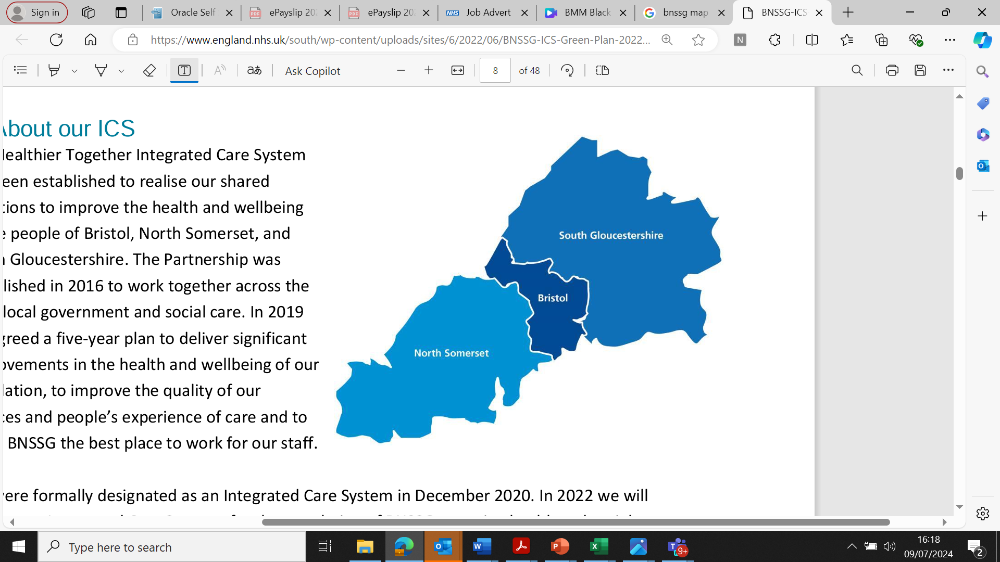 Sign in
Oracle Self
ePayslip 20
ePayslip 20
NHS
Job Advert
BMM Black
bnssg map
BNSSG-ICS
https://www.england.nhs.uk/south/wp-content/uploads/sites/6/2022/06/BNSSG-ICS-Green-Plan-2022...
N
aあ
Ask Copilot
8
of 48
About our ICS
Healthier Together Integrated Care System
een established to realise our shared
tions to improve the health and wellbeing
e people of Bristol, North Somerset, and
Gloucestershire. The Partnership was
lished in 2016 to work together across the
local government and social care. In 2019
greed a five-year plan to deliver significant
ovements in the health and wellbeing of our
lation, to improve the quality of our
ces and people's experience of care and to
BNSSG the best place to work for our staff.
South Gloucestershire
Bristol
North Somerset
were formally designated as an Integrated Care System in December 2020. In 2022 we will
Type here to search
9+
16:18
09/07/2024
2